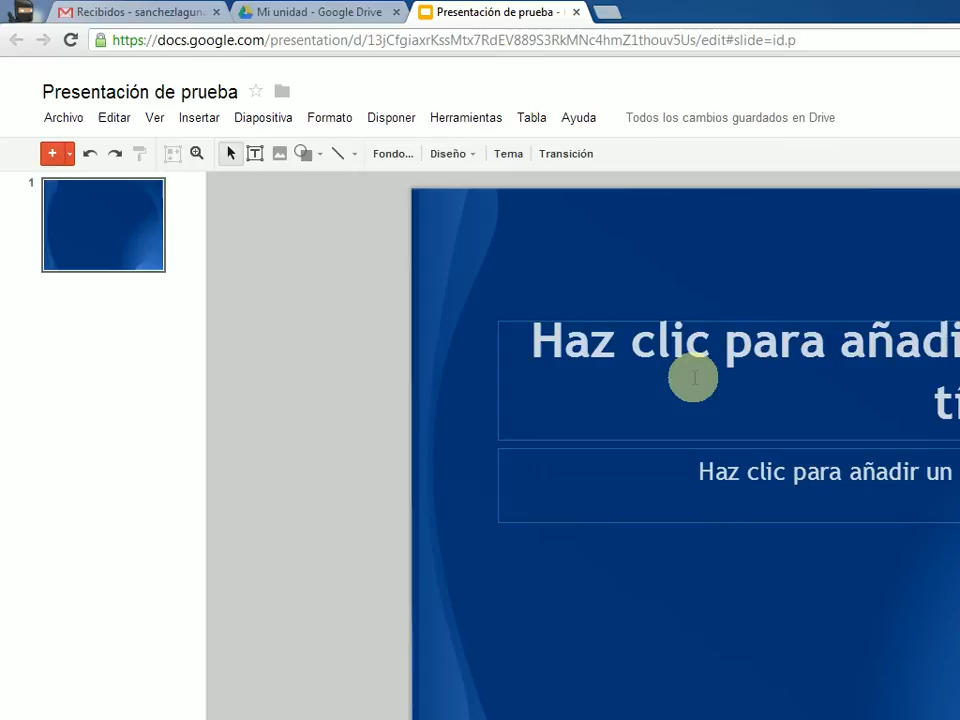 Recibidos - sanchezlaguna
Mi unidad - Google Drive
Presentación de prueba -
https://docs.google.com/presentation/d/13jCfgiaxrKssMtx7RdEV889S3RkMNc4hmZ1thouv5Us/edit#slide=id.p
Presentación de prueba
Archivo Editar Ver Insertar Diapositiva Formato Disponer Herramientas Tabla Ayuda Todos los cambios guardados en Drive
Fondo... Diseño Tema Transición
1
Haz clic para añadi
tí
Haz clic para añadir un